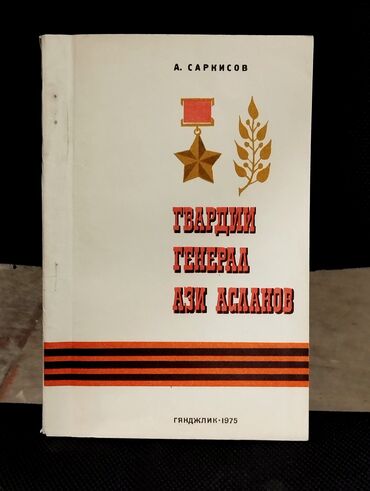 А. САРКИСОВ
ГВАРДИИ
ГЕНЕРАЛ
АЗИ АСЛАНОВ
ГЯНДЖЛИК·1975